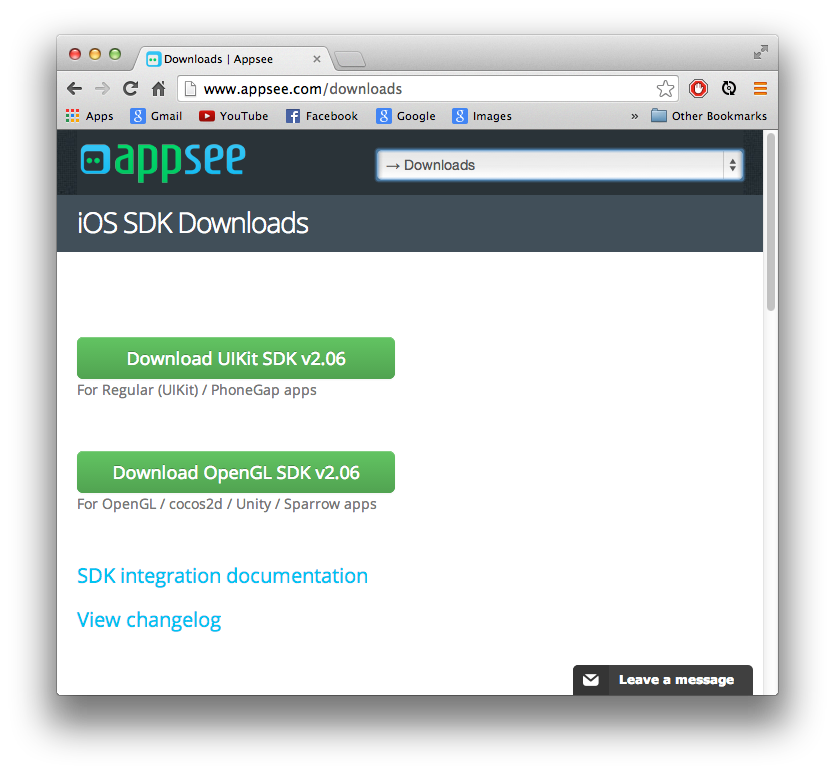 Downloads | Appsee
www.appsee.com/downloads
Apps Gmail YouTube Facebook Google Images » Other Bookmarks
appsee
→ Downloads
iOS SDK Downloads
Download UIKit SDK v2.06
For Regular (UIKit) / PhoneGap apps
Download OpenGL SDK v2.06
For OpenGL / cocos2d / Unity / Sparrow apps
SDK integration documentation
View changelog
Leave a message